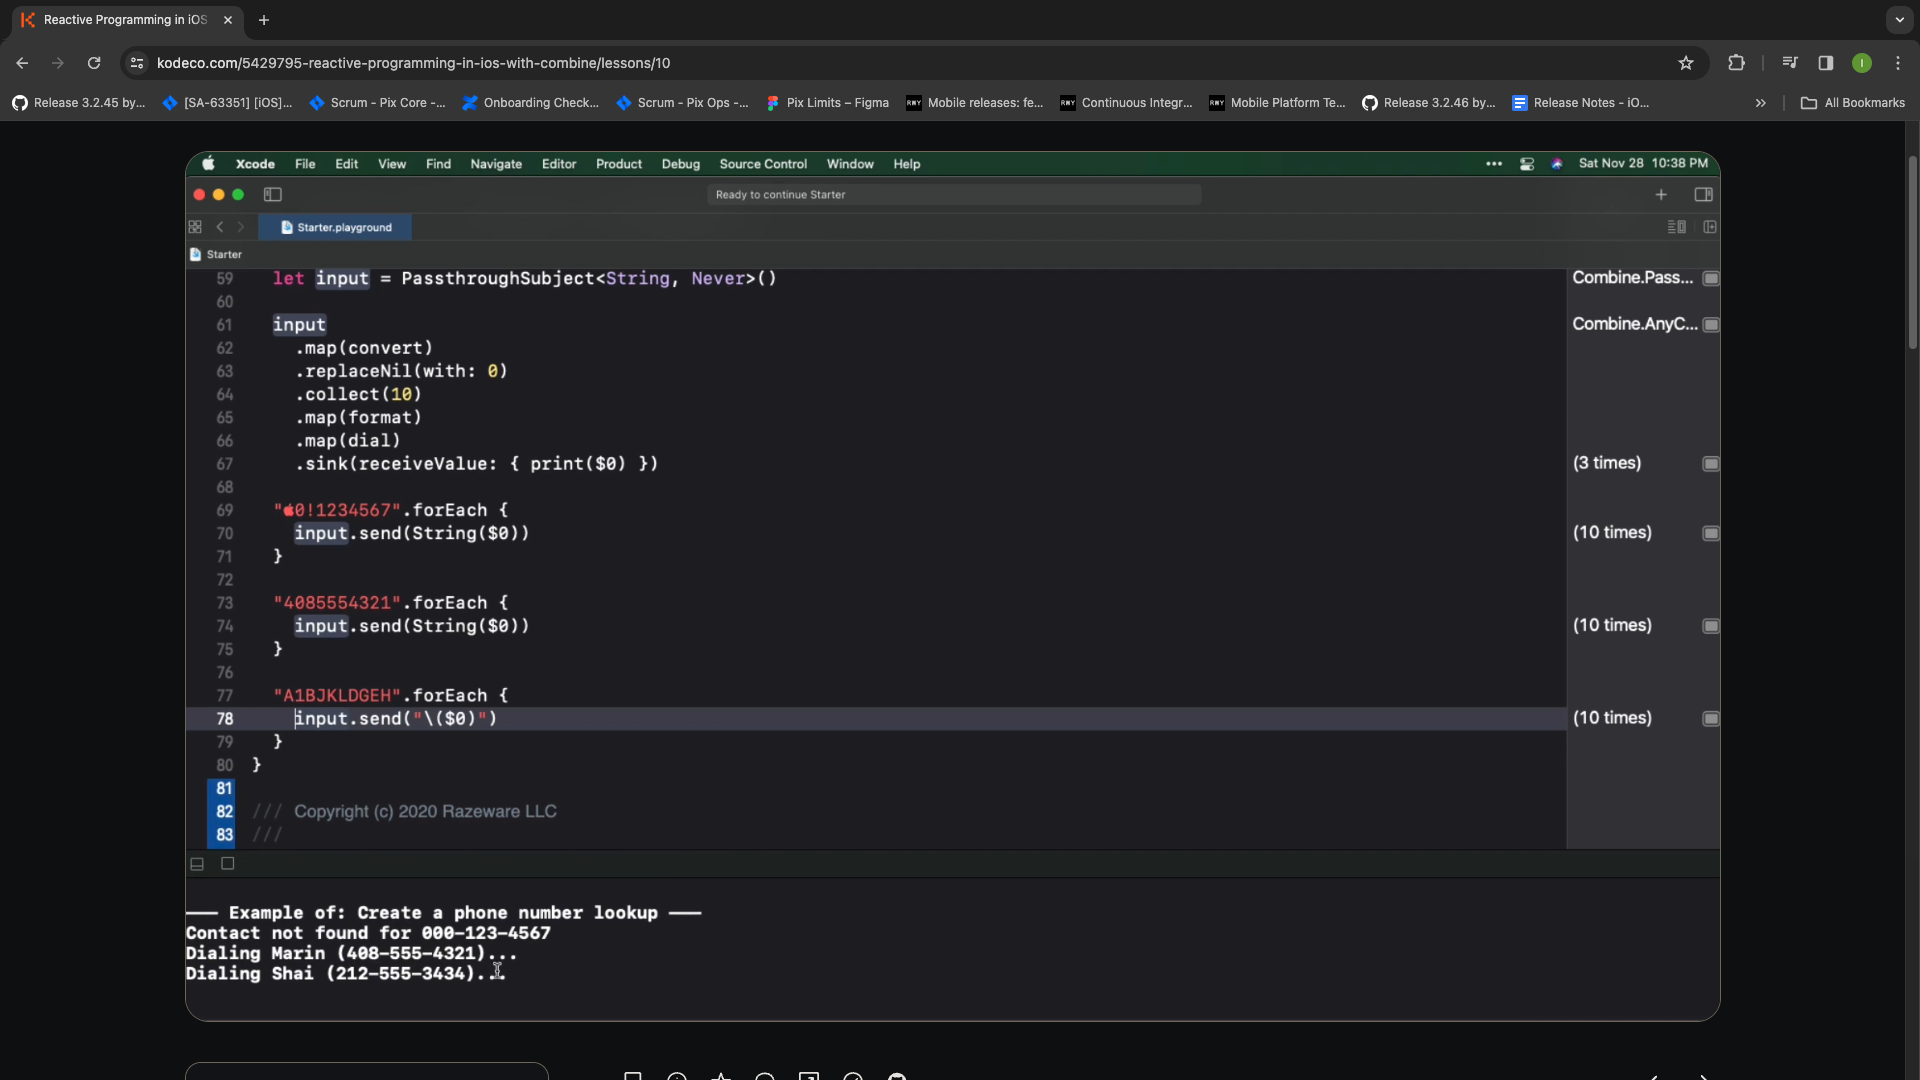 Reactive Programming in iOS
kodeco.com/5429795-reactive-programming-in-ios-with-combine/lessons/10
I
Release 3.2.45 by... [SA-63351] [iOS]... Scrum - Pix Core -... Onboarding Check... Scrum - Pix Ops -... Pix Limits – Figma Mobile releases: fe... Continuous Integr... Mobile Platform Te... Release 3.2.46 by... Release Notes - iO... » All Bookmarks
Xcode File Edit View Find Navigate Editor Product Debug Source Control Window Help ••• Sat Nov 28 10:38 PM
Ready to continue Starter
Starter.playground
Starter
59 let input = PassthroughSubject<String, Never>() Combine.Pass...
60
61 input Combine.AnyC...
62 .map(convert)
63 .replaceNil(with: 0)
64 .collect(10)
65 .map(format)
66 .map(dial)
67 .sink(receiveValue: { print($0) }) (3 times)
68
69 "0!1234567".forEach {
70 input.send(String($0)) (10 times)
71 }
72
73 "4085554321".forEach {
74 input.send(String($0)) (10 times)
75 }
76
77 "A1BJKLDGEH".forEach {
78 input.send("\($0)") (10 times)
79 }
80 }
81
82 /// Copyright (c) 2020 Razeware LLC
83 ///
—— Example of: Create a phone number lookup ——
Contact not found for 000-123-4567
Dialing Marin (408-555-4321)...
Dialing Shai (212-555-3434)...